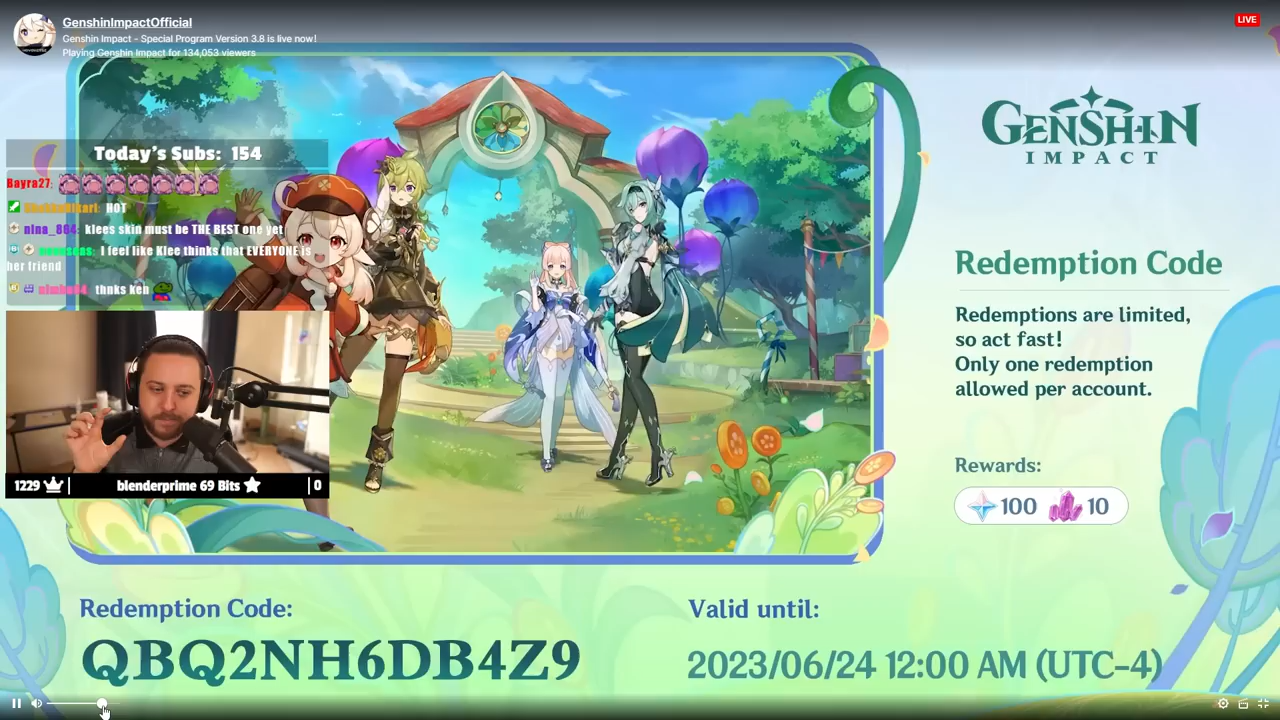 GenshinImpactOfficial
Genshin Impact - Special Program Version 3.8 is live now!
Playing Genshin Impact for 134,053 viewers
LIVE
GENSHIN
IMPACT
Today's Subs: 154
Bayra27:
HOT
nina_864: klees skin must be THE BEST one yet
I feel like Klee thinks that EVERYONE is
her friend
thnks ken
1229
blenderprime 69 Bits
0
Redemption Code
Redemptions are limited,
so act fast!
Only one redemption
allowed per account.
Rewards:
100 10
Redemption Code:
QBQ2NH6DB4Z9
Valid until:
2023/06/24 12:00 AM (UTC-4)